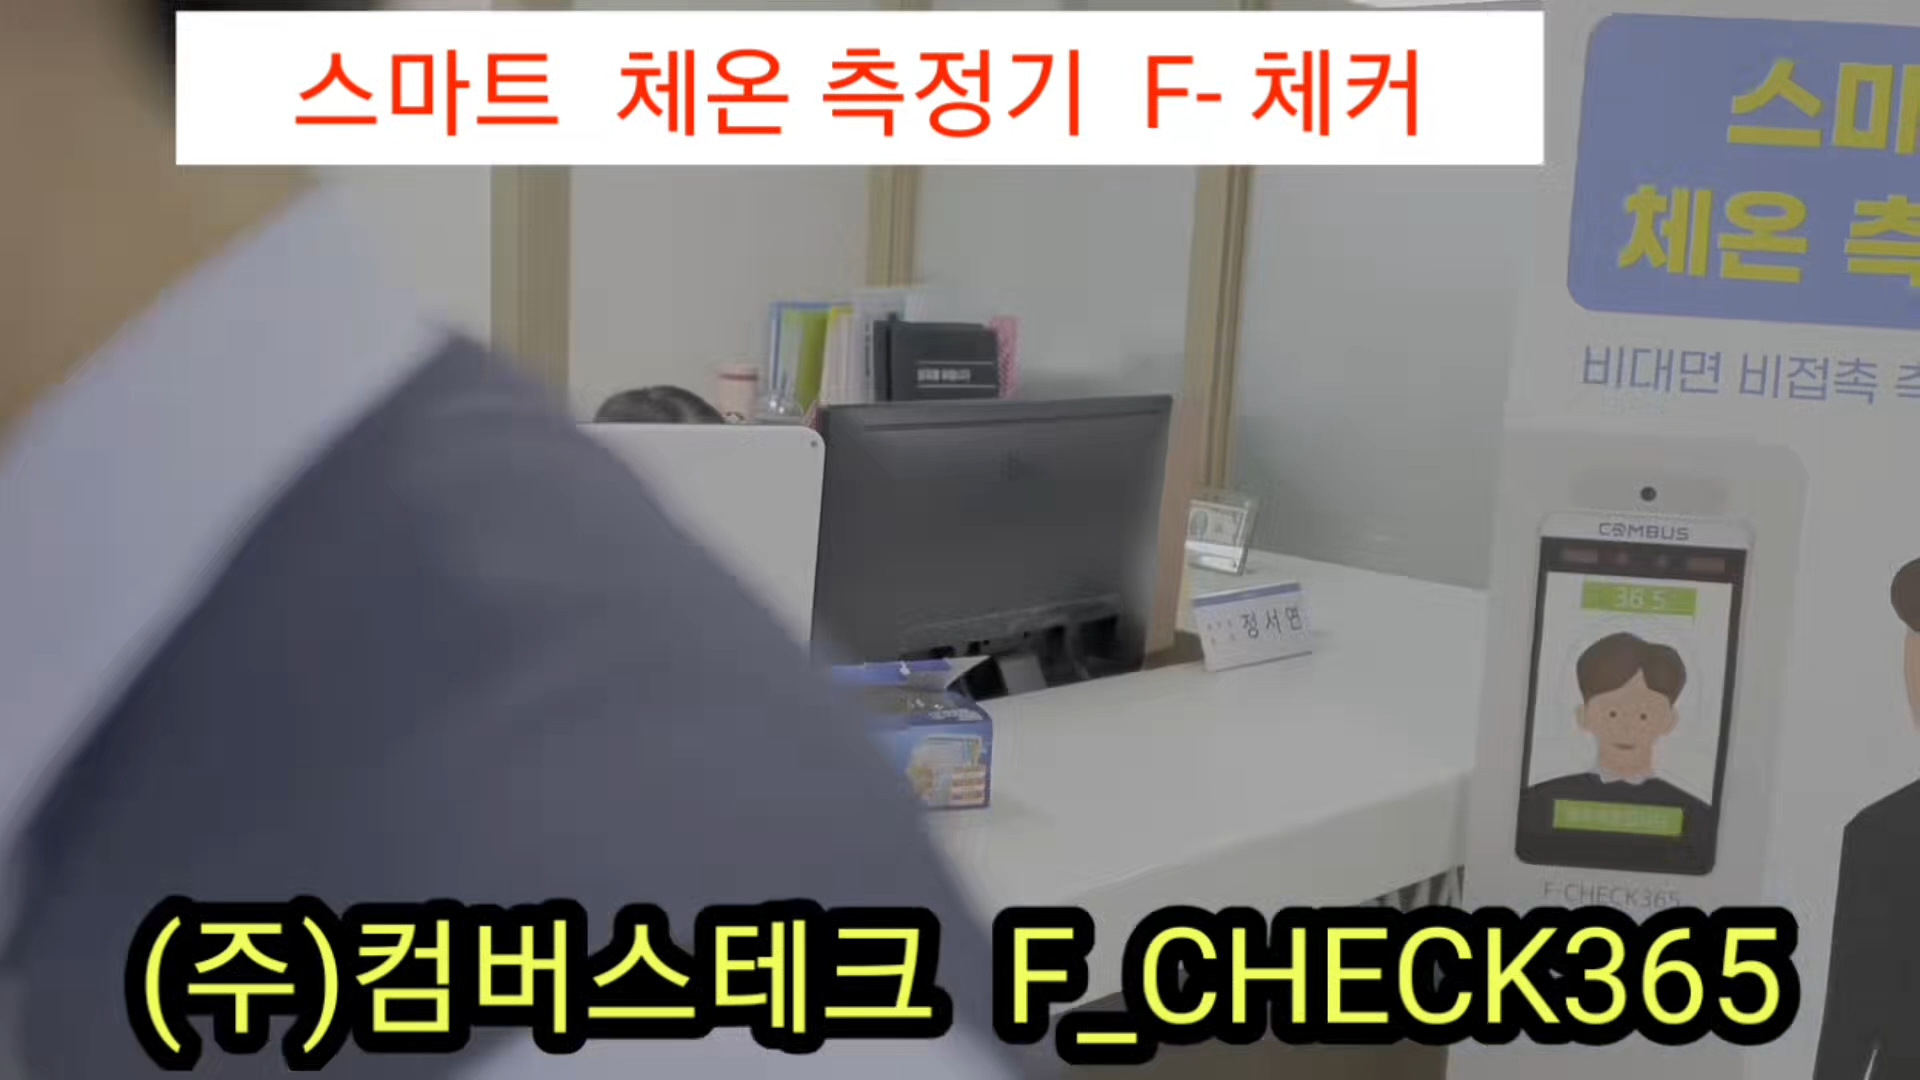 스마트 체온 측정기 F- 체커
스마
체온 측
비대면 비접촉
COMBUS
36.5
정서연
F-CHECK365
(주)컴버스테크 F_CHECK365